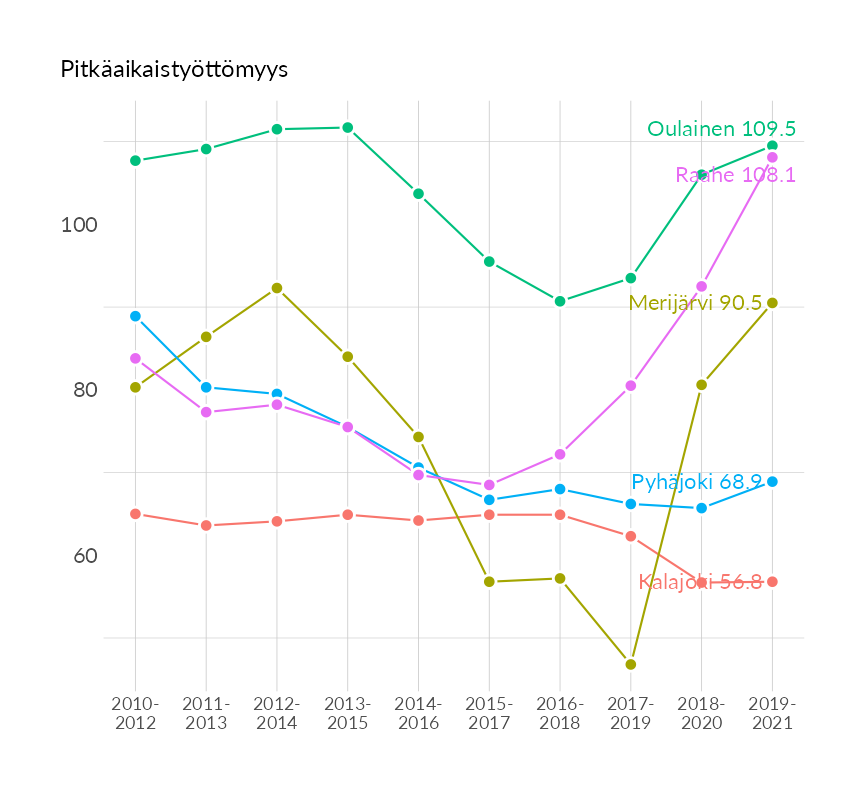 Pitkäaikaistyöttömyys
Oulainen 109.5
Raahe 108.1
100
Merijärvi 90.5
80
Pyhäjoki 68.9
60
Kalajoki 56.8
2010- 2011- 2012- 2013- 2014- 2015- 2016- 2017- 2018- 2019-
2012 2013 2014 2015 2016 2017 2018 2019 2020 2021